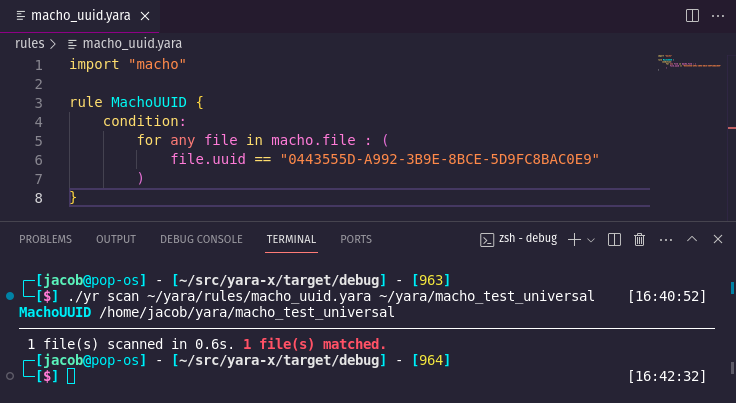 macho_uuid.yara
rules > macho_uuid.yara
1 import "macho"
2
3 rule MachoUUID {
4 condition:
5 for any file in macho.file : (
6 file.uuid == "0443555D-A992-3B9E-8BCE-5D9FC8BAC0E9"
7 )
8 }
PROBLEMS OUTPUT DEBUG CONSOLE TERMINAL PORTS zsh - debug
┌─[jacob@pop-os] - [~/src/yara-x/target/debug] - [963]
└─[$] ./yr scan ~/yara/rules/macho_uuid.yara ~/yara/macho_test_universal [16:40:52]
MachoUUID /home/jacob/yara/macho_test_universal
1 file(s) scanned in 0.6s. 1 file(s) matched.
┌─[jacob@pop-os] - [~/src/yara-x/target/debug] - [964]
└─[$] [16:42:32]